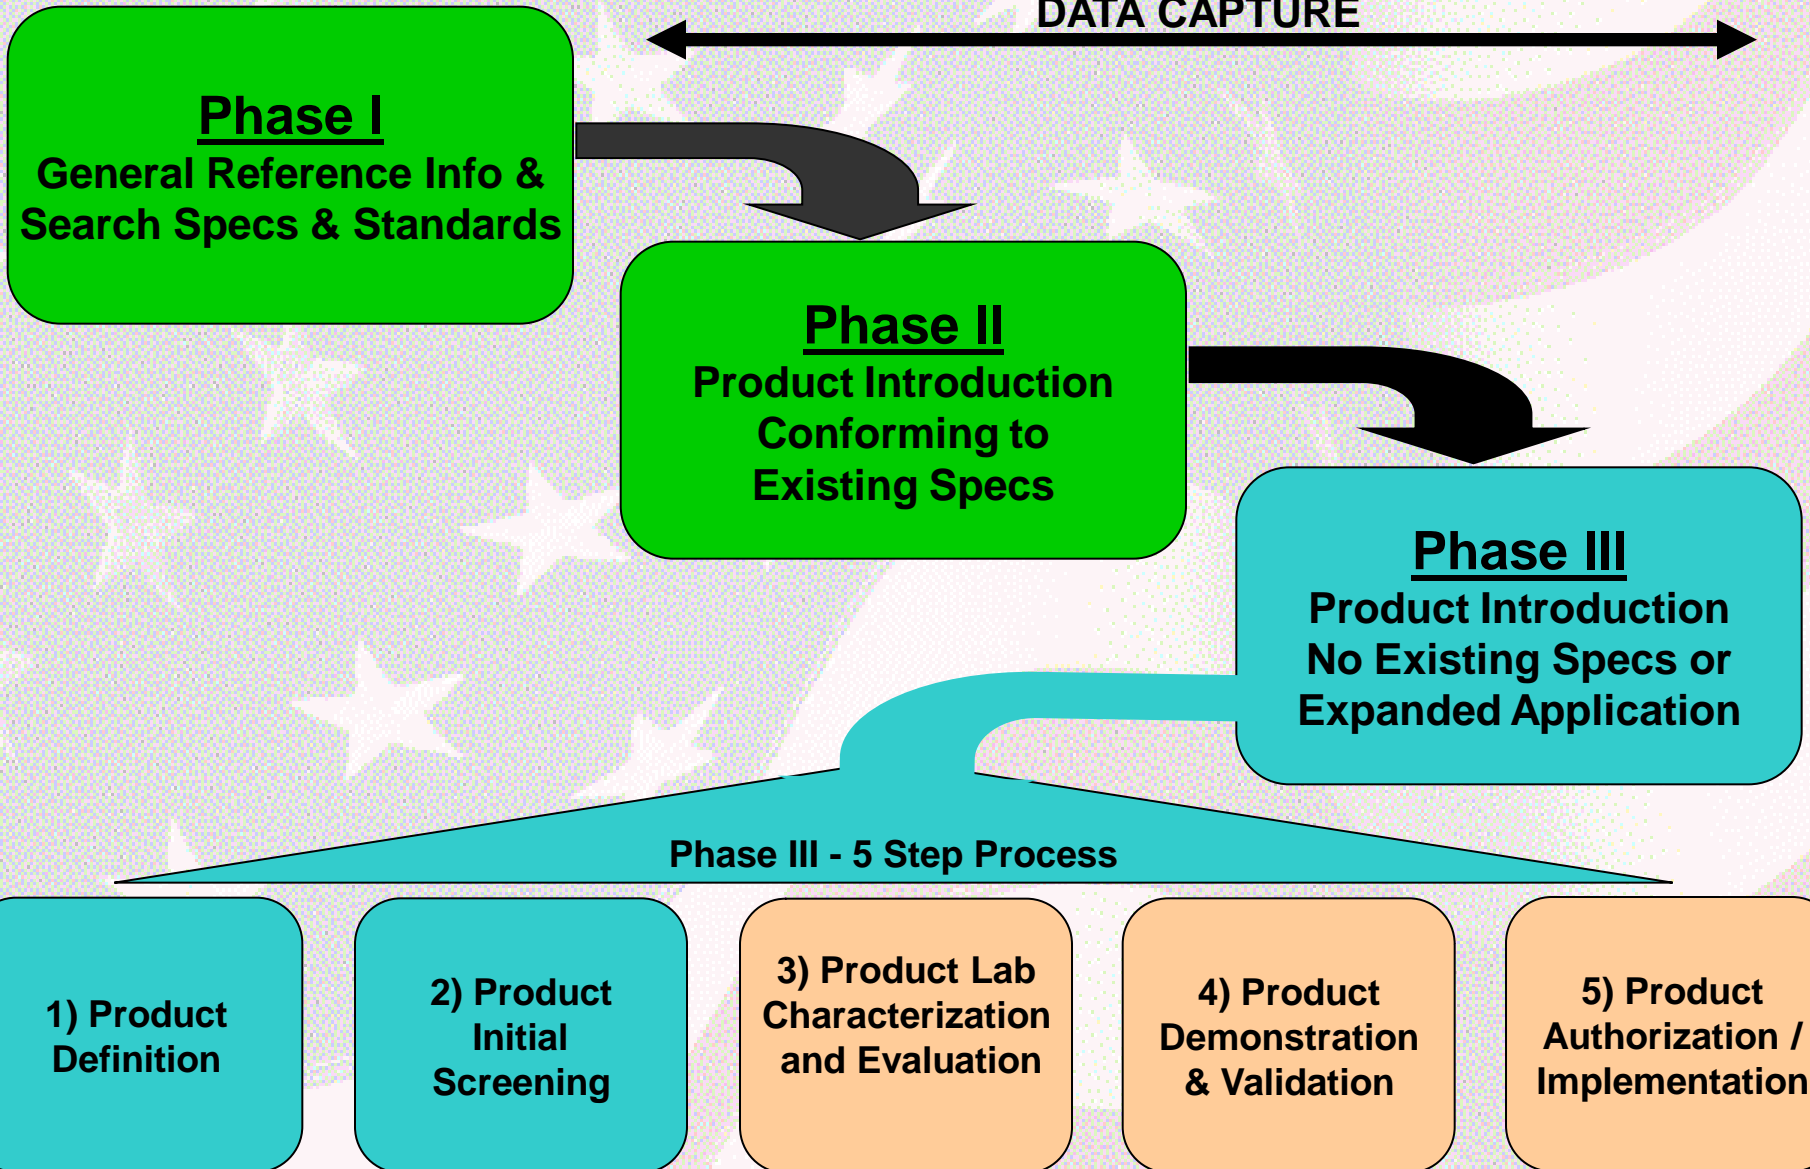 DATA CAPTURE
Phase I
General Reference Info &
Search Specs & Standards
Phase II
Product Introduction
Conforming to
Existing Specs
Phase III
Product Introduction
No Existing Specs or
Expanded Application
Phase III - 5 Step Process
1) Product
Definition
2) Product
Initial
Screening
3) Product Lab
Characterization
and Evaluation
4) Product
Demonstration
& Validation
5) Product
Authorization /
Implementation